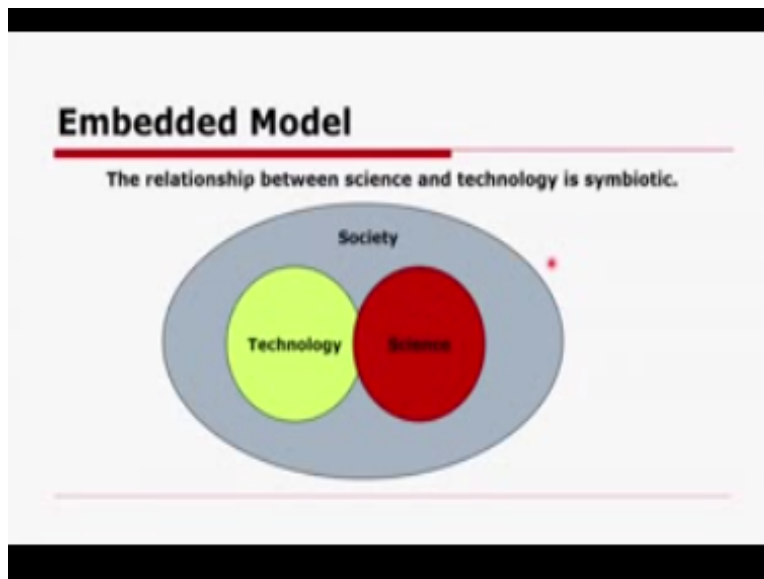 Embedded Model
The relationship between science and technology is symbiotic.
Society
Technology
Science